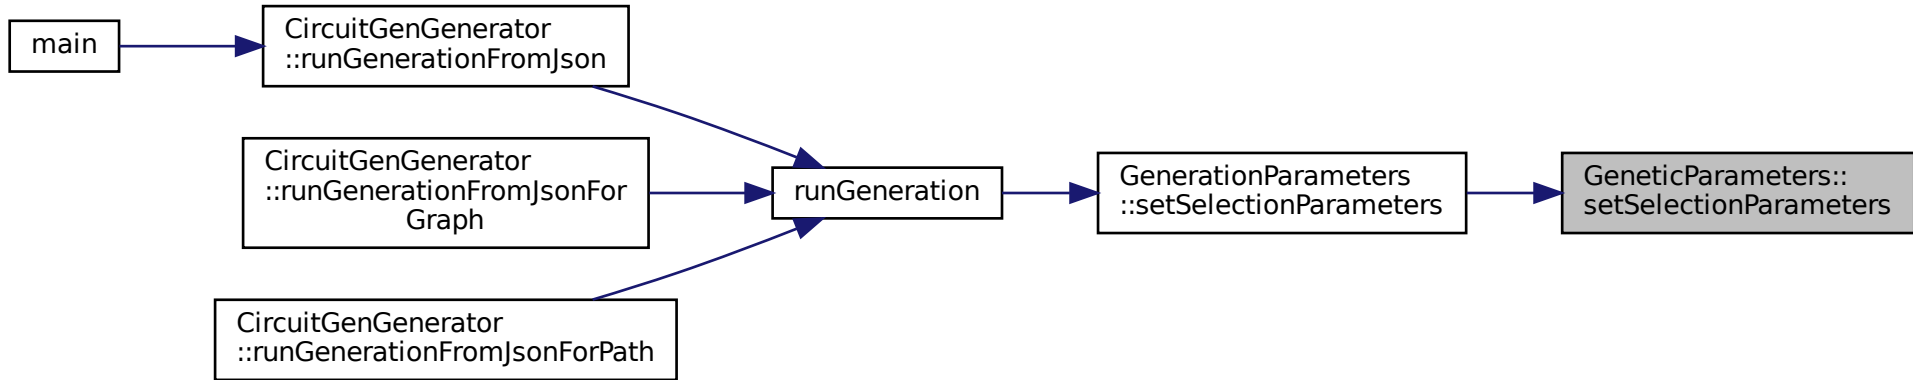 main
CircuitGenGenerator
::runGenerationFromJson
CircuitGenGenerator
::runGenerationFromJsonFor
Graph
CircuitGenGenerator
::runGenerationFromJsonForPath
runGeneration
GenerationParameters
::setSelectionParameters
GeneticParameters::
setSelectionParameters